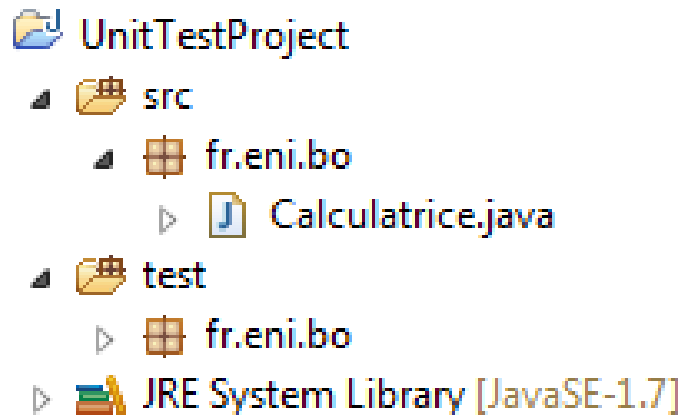 UnitTestProject
src
fr.eni.bo
Calculatrice.java
test
fr.eni.bo
JRE System Library [JavaSE-1.7]